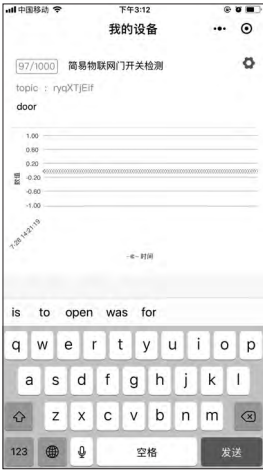 中国移动 下午3:12
我的设备
97/1000 简易物联网门开关检测
topic : ryqXTjEif
door
1.00
0.60
0.20
-0.20
-0.60
-1.00
数值
7-28 14:21:19
时间
is to open was for
q w e r t y u i o p
a s d f g h j k l
z x c v b n m
123 空格 发送